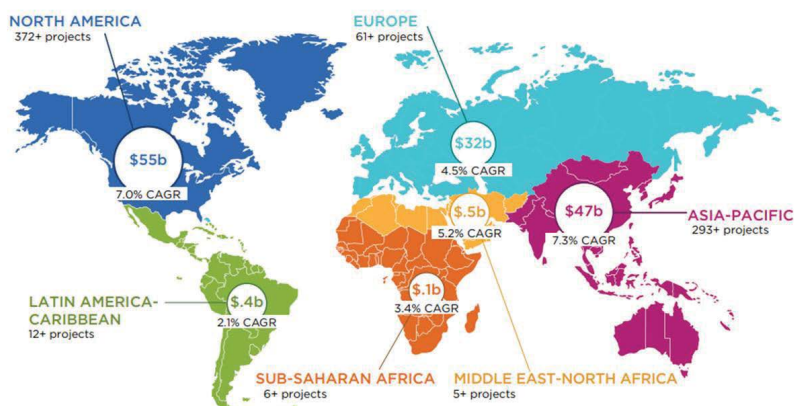 NORTH AMERICA
372+ projects
$55b
7.0% CAGR
EUROPE
61+ projects
$32b
4.5% CAGR
$.5b
5.2% CAGR
$47b
7.3% CAGR
ASIA-PACIFIC
293+ projects
LATIN AMERICA-
CARIBBEAN
12+ projects
$.4b
2.1% CAGR
$.1b
3.4% CAGR
SUB-SAHARAN AFRICA
6+ projects
MIDDLE EAST-NORTH AFRICA
5+ projects